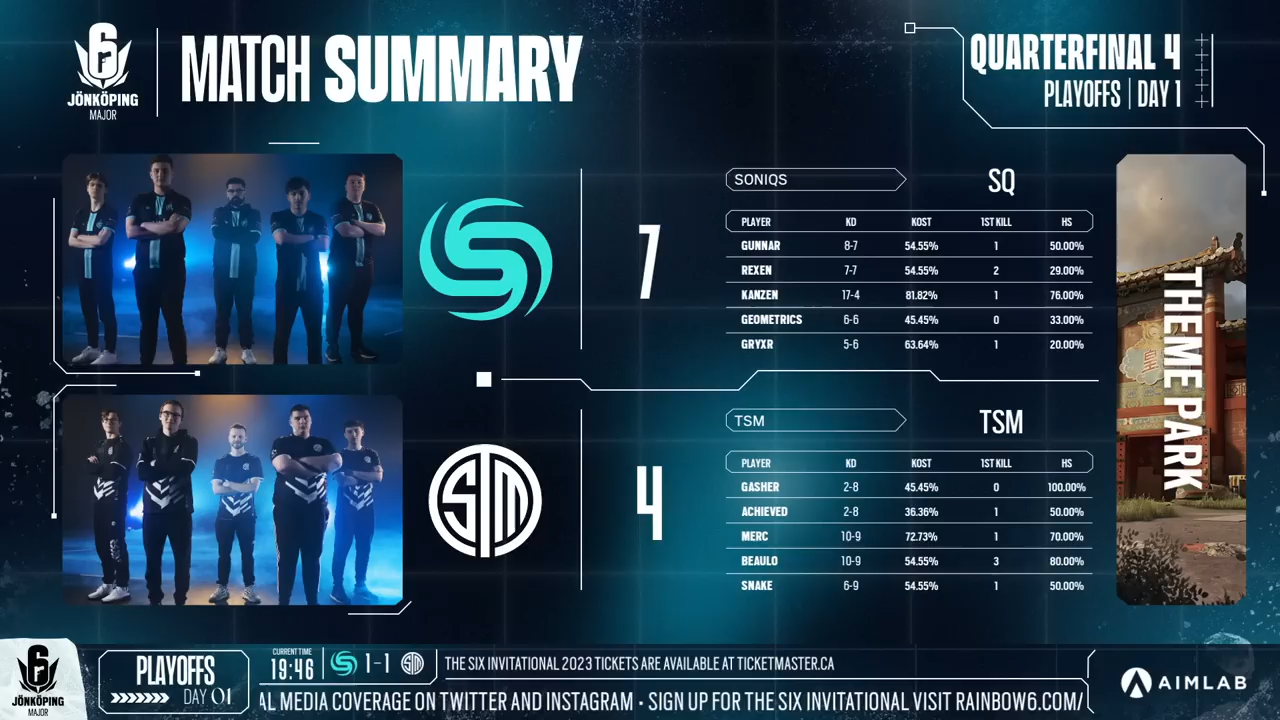 6
JÖNKÖPING
MAJOR
MATCH SUMMARY
QUARTERFINAL 4
PLAYOFFS | DAY 1
7
SONIQS SQ
PLAYER KD KOST 1ST KILL HS
GUNNAR 8-7 54.55% 1 50.00%
REXEN 7-7 54.55% 2 29.00%
KANZEN 17-4 81.82% 1 76.00%
GEOMETRICS 6-6 45.45% 0 33.00%
GRYXR 5-6 63.64% 1 20.00%
TSM
4
TSM TSM
PLAYER KD KOST 1ST KILL HS
GASHER 2-8 45.45% 0 100.00%
ACHIEVED 2-8 36.36% 1 50.00%
MERC 10-9 72.73% 1 70.00%
BEAULO 10-9 54.55% 3 80.00%
SNAKE 6-9 54.55% 1 50.00%
THEME PARK
6
JÖNKÖPING
MAJOR
PLAYOFFS
DAY 01
CURRENT TIME
19:46
1-1
TSM
THE SIX INVITATIONAL 2023 TICKETS ARE AVAILABLE AT TICKETMASTER.CA
AL MEDIA COVERAGE ON TWITTER AND INSTAGRAM · SIGN UP FOR THE SIX INVITATIONAL VISIT RAINBOW6.COM/
AIMLAB